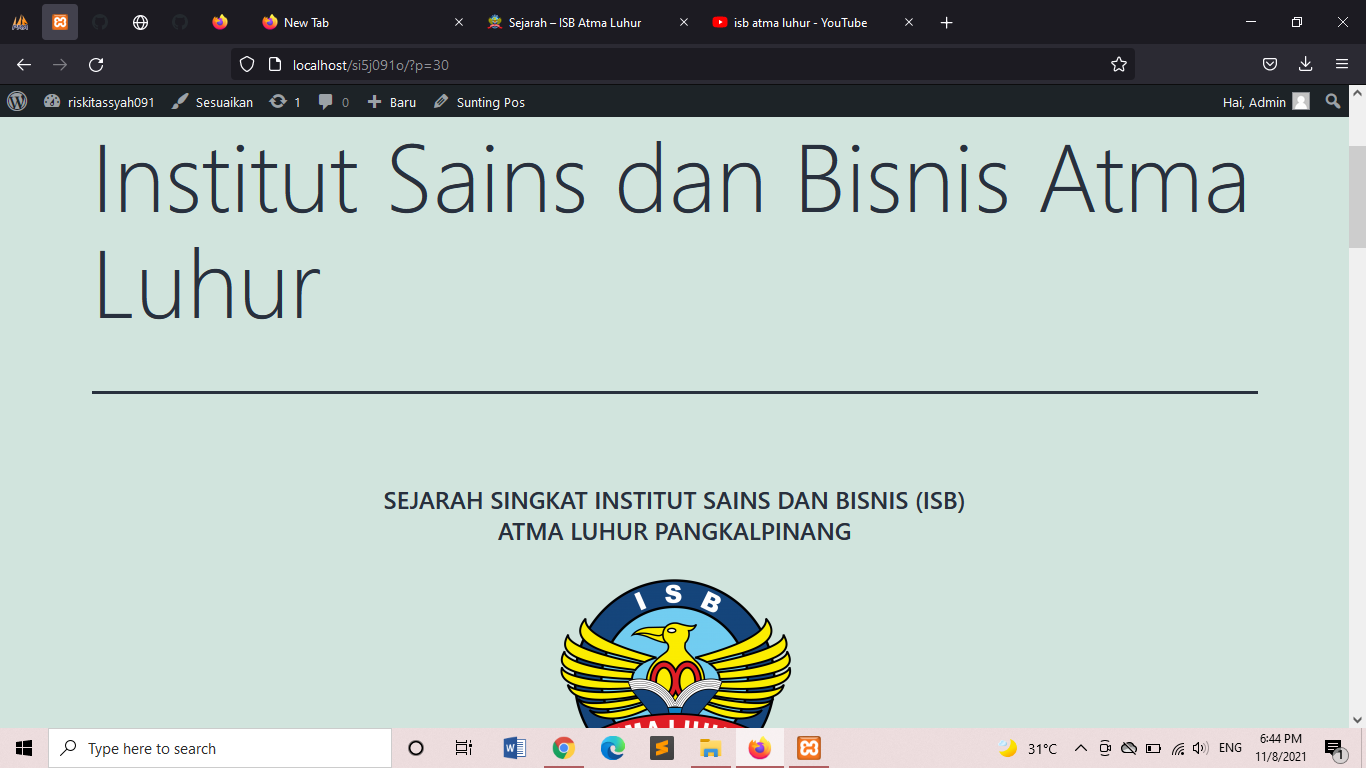 New Tab
Sejarah – ISB Atma Luhur
isb atma luhur - YouTube
localhost/si5j091o/?p=30
riskitassyah091
Sesuaikan
1
0
Baru
Sunting Pos
Hai, Admin
Institut Sains dan Bisnis Atma
Luhur
SEJARAH SINGKAT INSTITUT SAINS DAN BISNIS (ISB)
ATMA LUHUR PANGKALPINANG
ISB
Type here to search
31°C
ENG
6:44 PM
11/8/2021
1